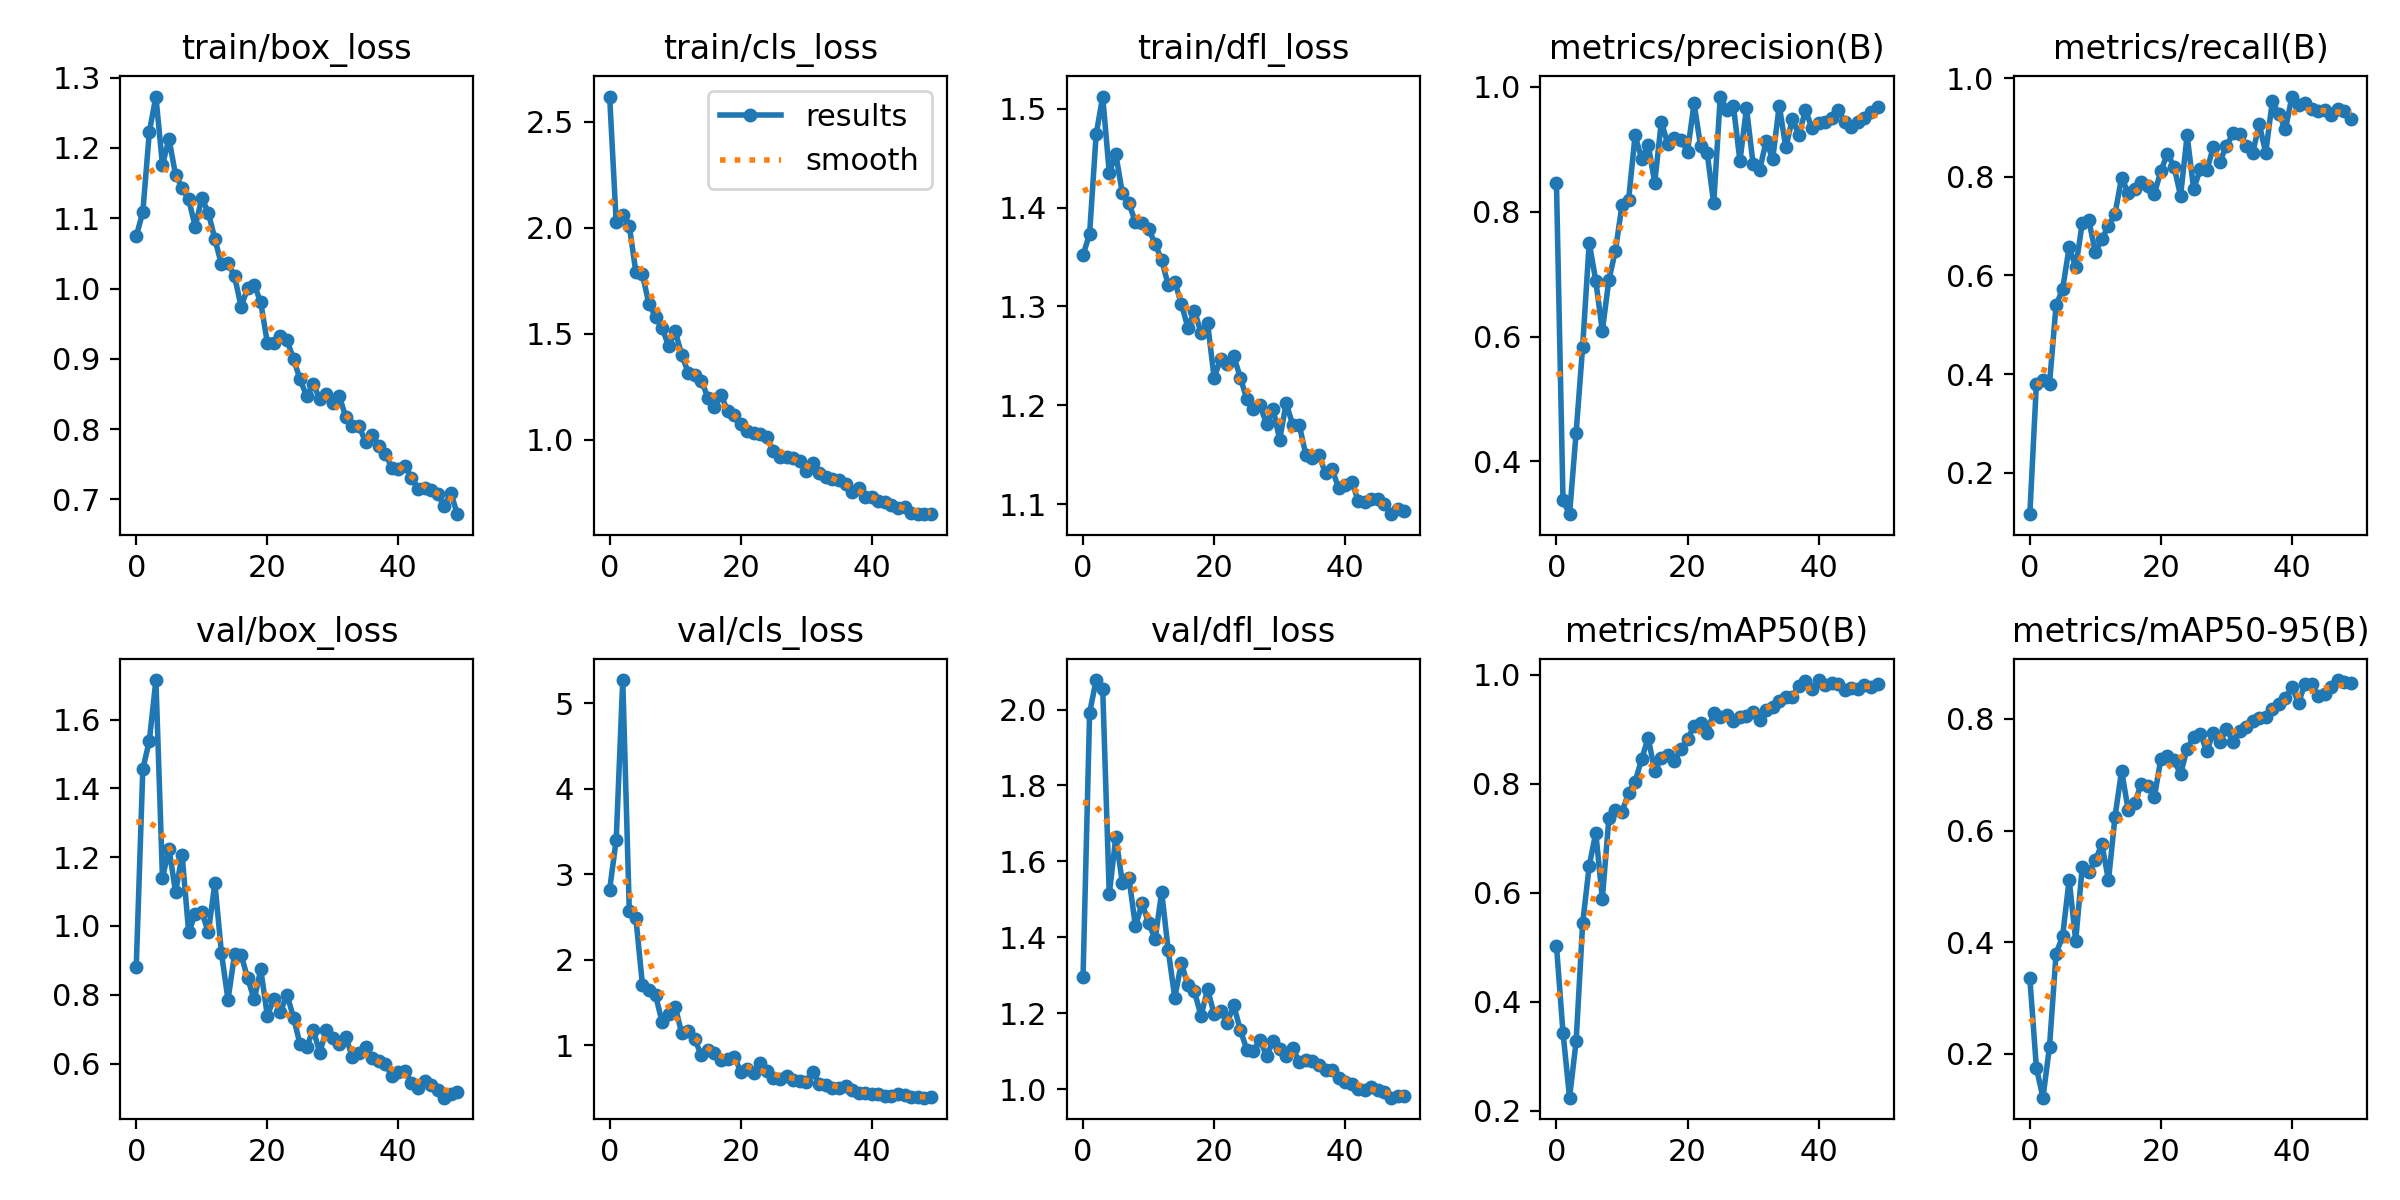 train/box_loss
train/cls_loss
train/dfl_loss
metrics/precision(B)
metrics/recall(B)
1.3
1.2
1.1
1.0
0.9
0.8
0.7
0 20 40
results
smooth
2.5
2.0
1.5
1.0
0 20 40
1.5
1.4
1.3
1.2
1.1
0 20 40
1.0
0.8
0.6
0.4
0 20 40
1.0
0.8
0.6
0.4
0.2
0 20 40
val/box_loss
val/cls_loss
val/dfl_loss
metrics/mAP50(B)
metrics/mAP50-95(B)
1.6
1.4
1.2
1.0
0.8
0.6
0 20 40
5
4
3
2
1
0 20 40
2.0
1.8
1.6
1.4
1.2
1.0
0 20 40
1.0
0.8
0.6
0.4
0.2
0 20 40
0.8
0.6
0.4
0.2
0 20 40